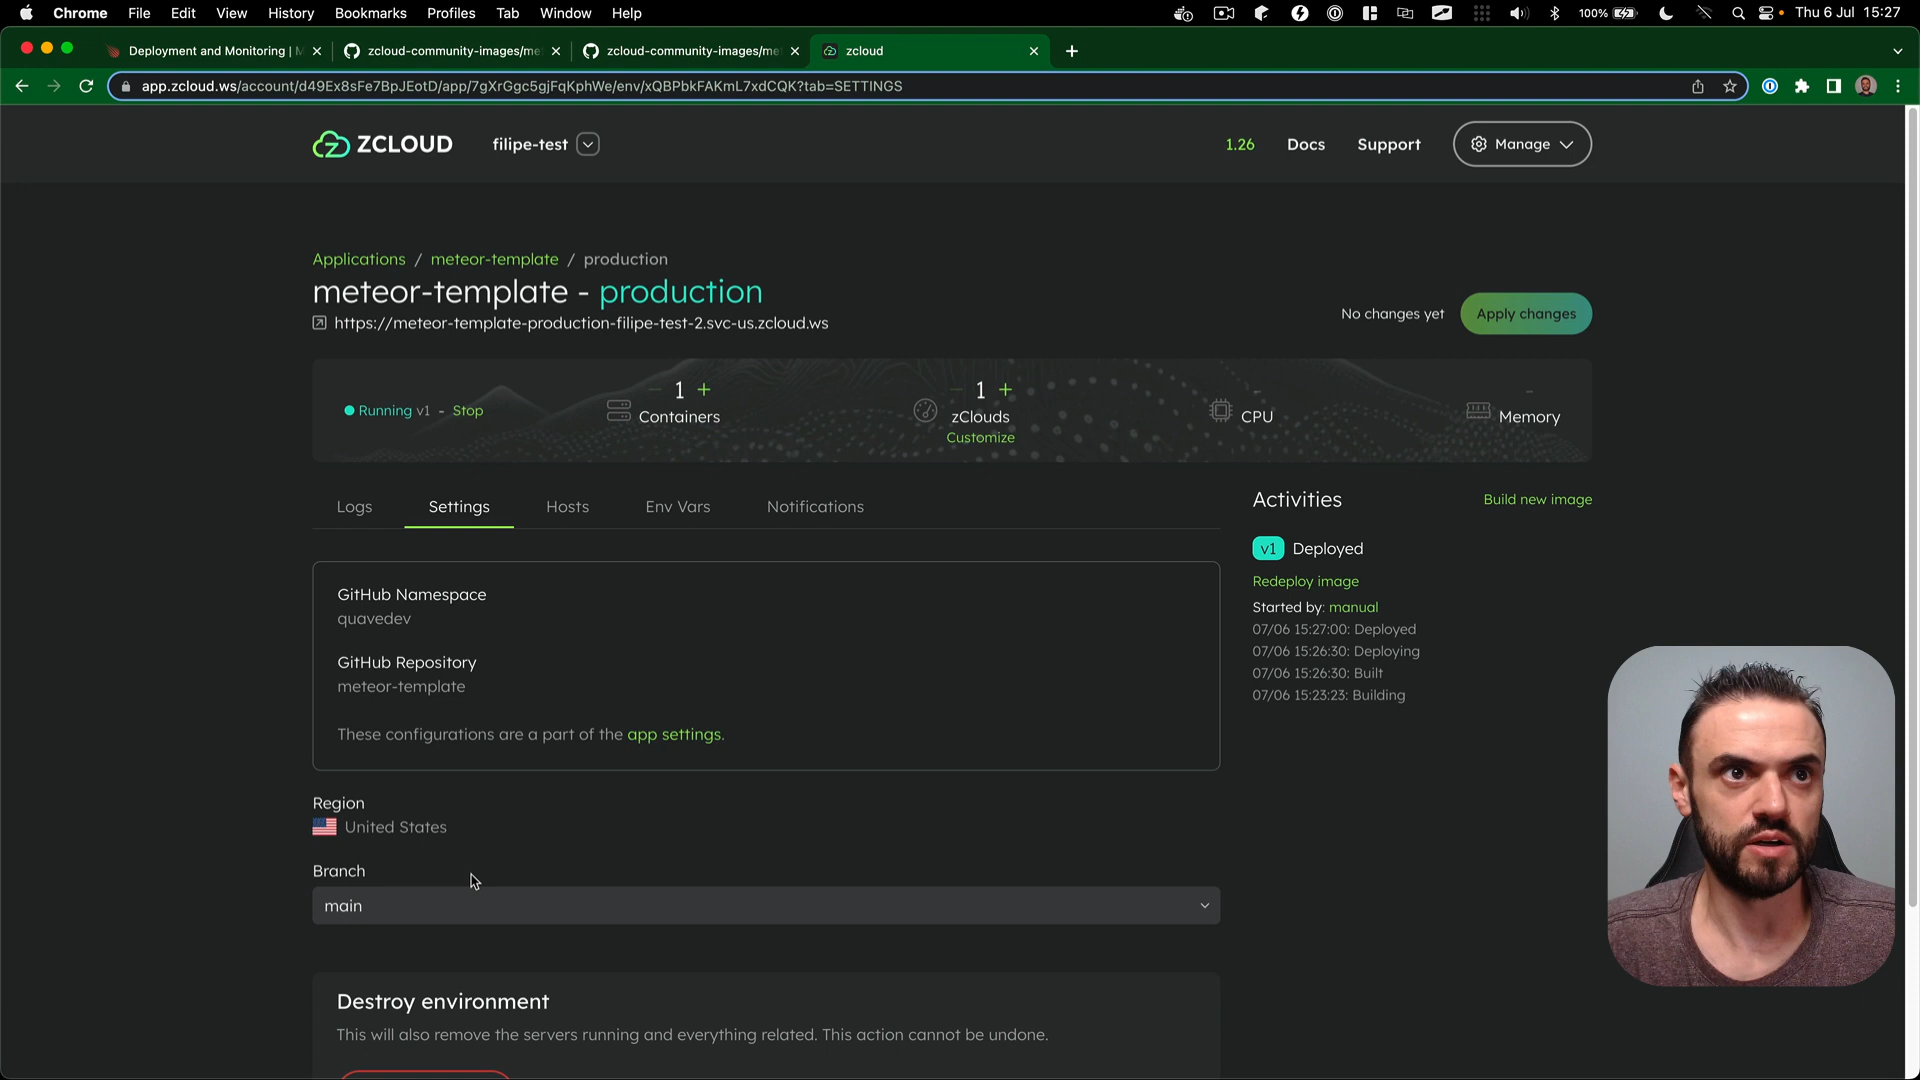 Chrome File Edit View History Bookmarks Profiles Tab Window Help 100% Thu 6 Jul 15:27
Deployment and Monitoring | zcloud-community-images/me zcloud-community-images/me zcloud
app.zcloud.ws/account/d49Ex8sFe7BpJEotD/app/7gXrGgc5gjFqKphWe/env/xQBPbkFAKmL7xdCQK?tab=SETTINGS
ZCLOUD filipe-test 1.26 Docs Support Manage
Applications / meteor-template / production
meteor-template - production
https://meteor-template-production-filipe-test-2.svc-us.zcloud.ws
No changes yet Apply changes
Running v1 - Stop
− 1 +
Containers
− 1 +
zClouds
Customize
-
CPU
-
Memory
Logs Settings Hosts Env Vars Notifications
GitHub Namespace
quavedev
GitHub Repository
meteor-template
These configurations are a part of the app settings.
Region
United States
Branch
main
Destroy environment
This will also remove the servers running and everything related. This action cannot be undone.
Activities Build new image
v1 Deployed
Redeploy image
Started by: manual
07/06 15:27:00: Deployed
07/06 15:26:30: Deploying
07/06 15:26:30: Built
07/06 15:23:23: Building